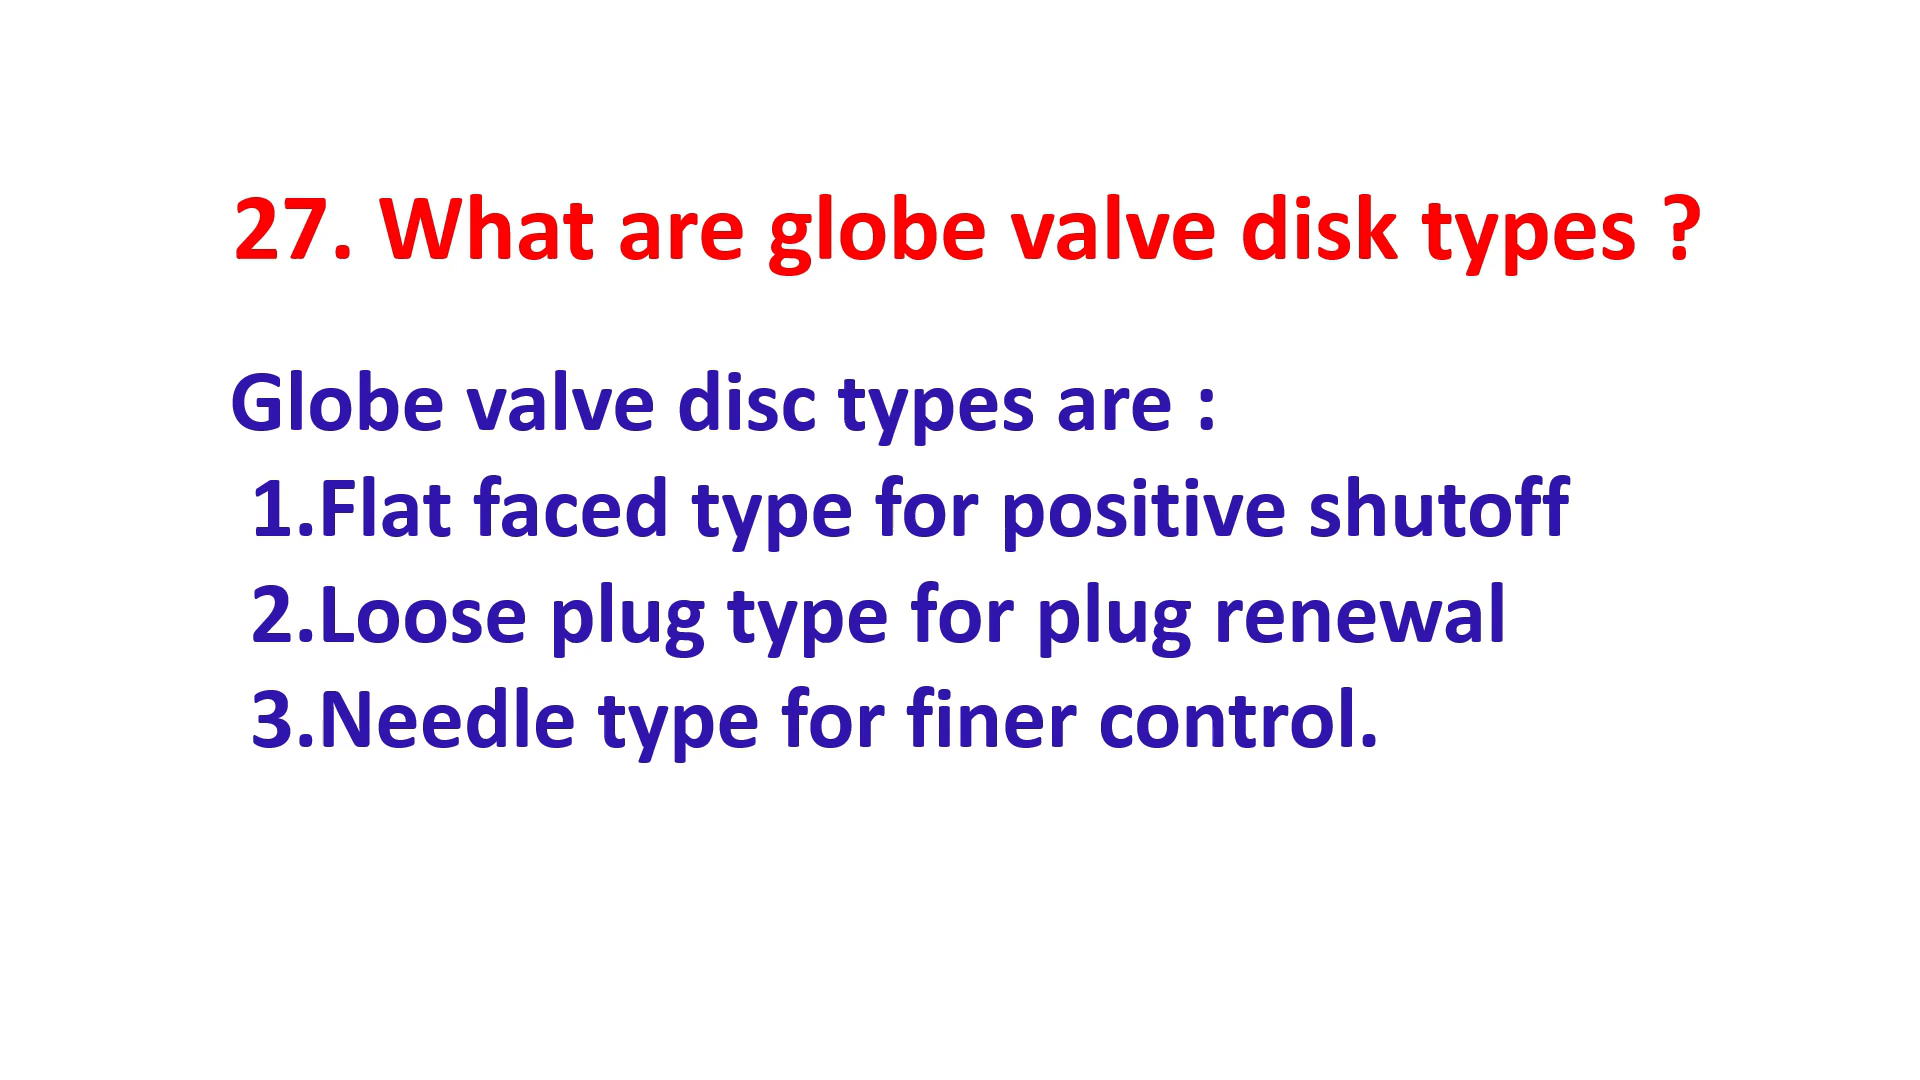 27. What are globe valve disk types ?
Globe valve disc types are :
1.Flat faced type for positive shutoff
2.Loose plug type for plug renewal
3.Needle type for finer control.